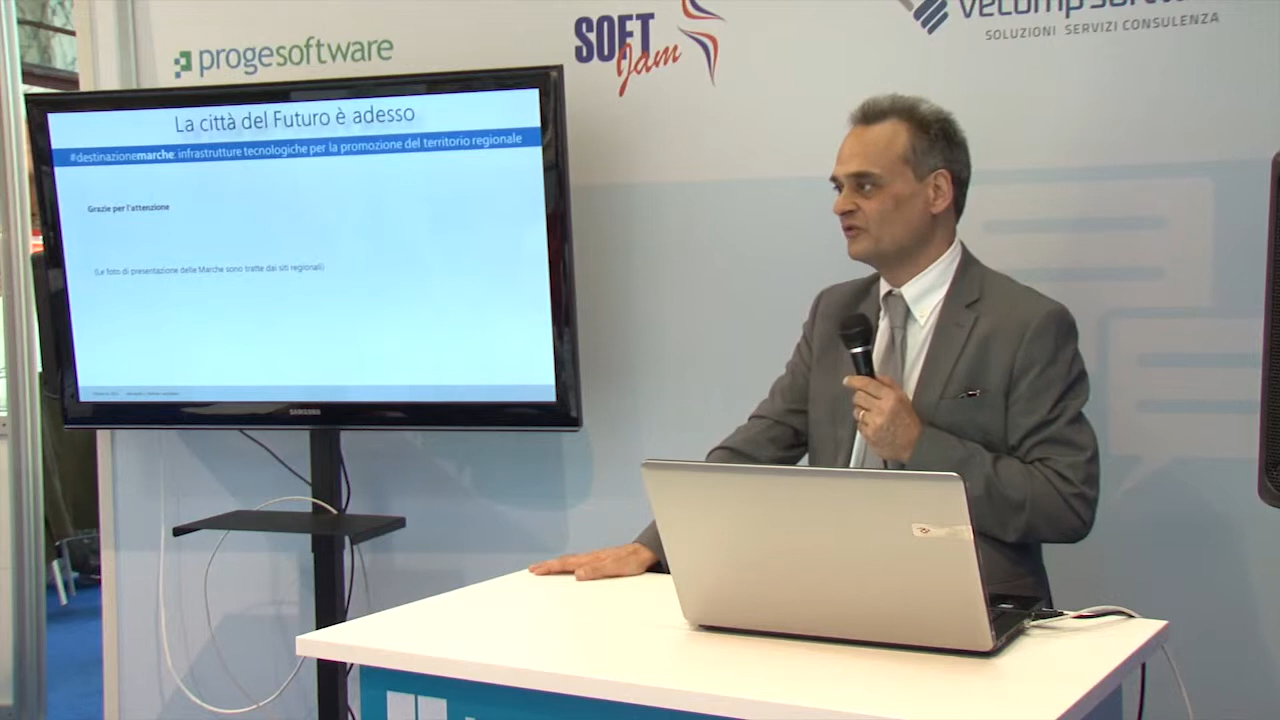 progesoftware
SOFT
Jam
SOLUZIONI SERVIZI CONSULENZA
La città del Futuro è adesso
#destinazionemarche: infrastrutture tecnologiche per la promozione del territorio regionale
Grazie per l'attenzione
(Le foto di presentazione delle Marche sono tratte dai siti regionali)
SAMSUNG